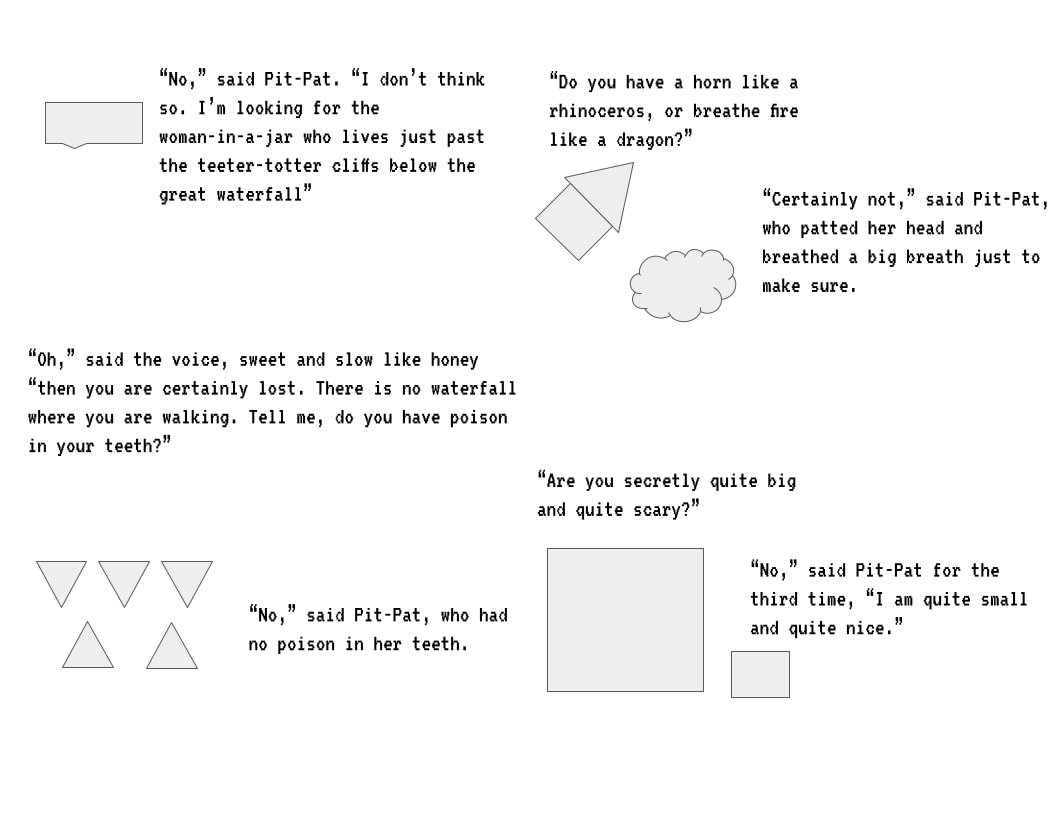 “No,” said Pit-Pat. “I don’t think
so. I’m looking for the
woman-in-a-jar who lives just past
the teeter-totter cliffs below the
great waterfall”
“Oh,” said the voice, sweet and slow like honey
“then you are certainly lost. There is no waterfall
where you are walking. Tell me, do you have poison
in your teeth?”
“No,” said Pit-Pat, who had
no poison in her teeth.
“Do you have a horn like a
rhinoceros, or breathe fire
like a dragon?”
“Certainly not,” said Pit-Pat,
who patted her head and
breathed a big breath just to
make sure.
“Are you secretly quite big
and quite scary?”
“No,” said Pit-Pat for the
third time, “I am quite small
and quite nice.”